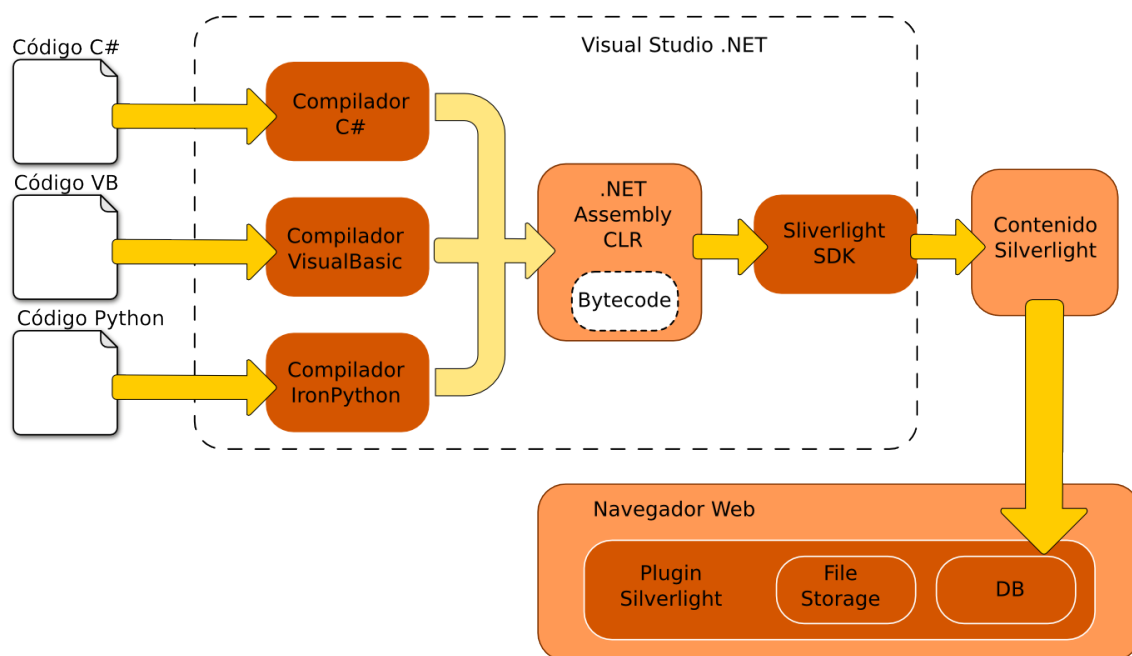 Visual Studio .NET
Código C#
Compilador
C#
Código VB
Compilador
VisualBasic
Código Python
Compilador
IronPython
.NET
Assembly
CLR
Bytecode
Sliverlight
SDK
Contenido
Silverlight
Navegador Web
Plugin
Silverlight
File
Storage
DB